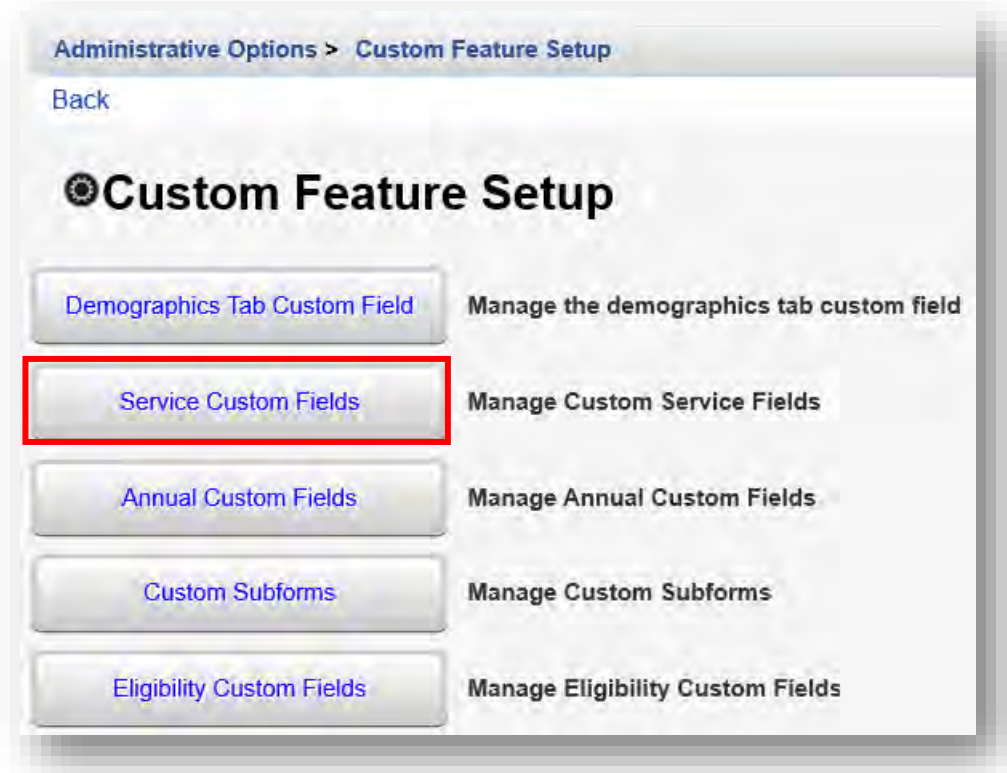 Administrative Options > Custom Feature Setup
Back
Custom Feature Setup
Demographics Tab Custom Field Manage the demographics tab custom field
Service Custom Fields Manage Custom Service Fields
Annual Custom Fields Manage Annual Custom Fields
Custom Subforms Manage Custom Subforms
Eligibility Custom Fields Manage Eligibility Custom Fields